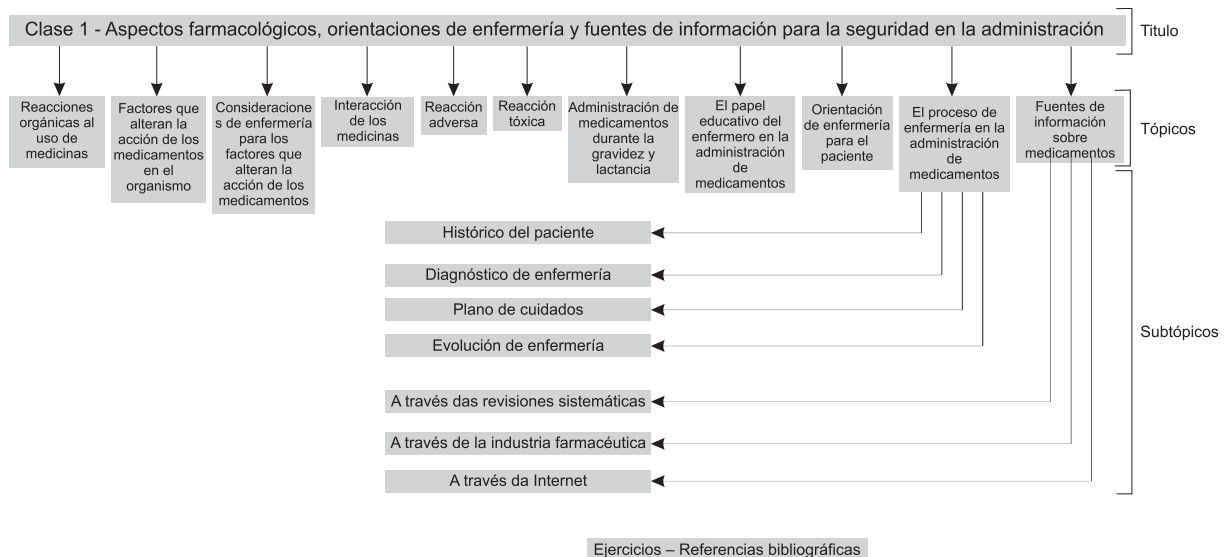 Clase 1 - Aspectos farmacológicos, orientaciones de enfermería y fuentes de información para la seguridad en la administración
Titulo
Reacciones
orgánicas al
uso de
medicinas
Factores que
alteran la
acción de los
medicamentos
en el
organismo
Consideracione
s de enfermería
para los
factores que
alteran la
acción de los
medicamentos
Interacción
de los
medicinas
Reacción
adversa
Reacción
tóxica
Administración de
medicamentos
durante la
gravidez y
lactancia
El papel
educativo del
enfermero en la
administración
de
medicamentos
Orientación
de enfermería
para el
paciente
El proceso de
enfermería en la
administración
de
medicamentos
Fuentes de
información
sobre
medicamentos
Tópicos
Histórico del paciente
Diagnóstico de enfermería
Plano de cuidados
Evolución de enfermería
A través das revisiones sistemáticas
A través de la industria farmacéutica
A través da Internet
Subtópicos
Ejercicios – Referencias bibliográficas